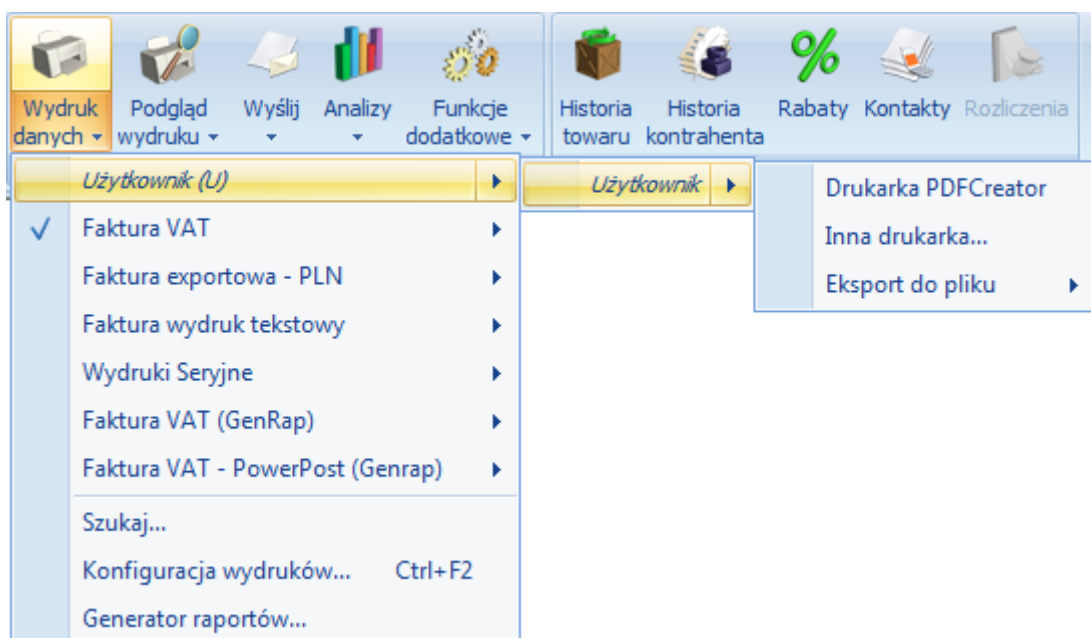 Wydruk danych
Podgląd wydruku
Wyślij
Analizy
Funkcje dodatkowe
Historia towaru
Historia kontrahenta
Rabaty
Kontakty
Rozliczenia
Użytkownik (U)
Użytkownik
Drukarka PDFCreator
Inna drukarka...
Eksport do pliku
Faktura VAT
Faktura exportowa - PLN
Faktura wydruk tekstowy
Wydruki Seryjne
Faktura VAT (GenRap)
Faktura VAT - PowerPost (Genrap)
Szukaj...
Konfiguracja wydruków... Ctrl+F2
Generator raportów...